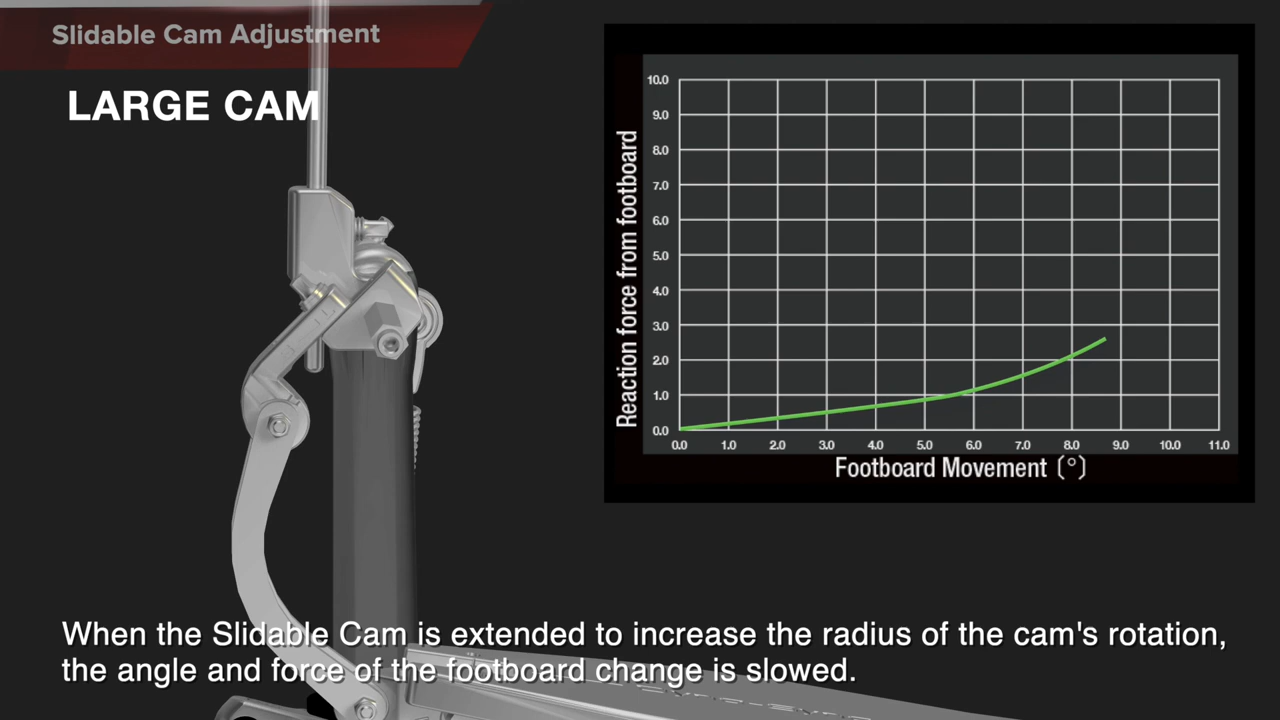 Slidable Cam Adjustment
LARGE CAM
Reaction force from footboard
10.0
9.0
8.0
7.0
6.0
5.0
4.0
3.0
2.0
1.0
0.0
0.0 1.0 2.0 3.0 4.0 5.0 6.0 7.0 8.0 9.0 10.0 11.0
Footboard Movement (°)
When the Slidable Cam is extended to increase the radius of the cam's rotation,
the angle and force of the footboard change is slowed.